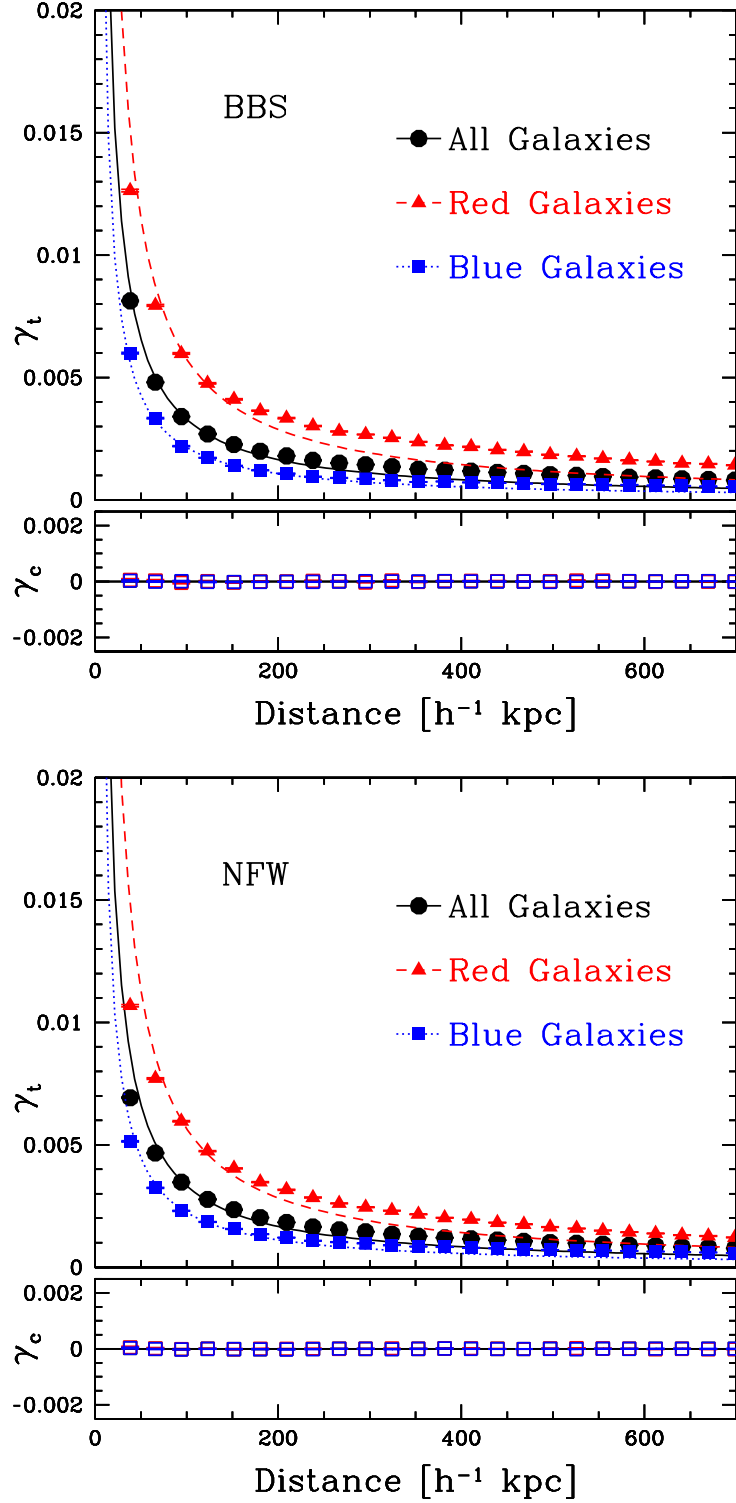 0.02
BBS
0.015
All Galaxies
Red Galaxies
0.01
Blue Galaxies
γt
0.005
0
0.002
γc
0
-0.002
0 200 400 600
Distance [h⁻¹ kpc]
0.02
NFW
0.015
All Galaxies
Red Galaxies
0.01
Blue Galaxies
γt
0.005
0
0.002
γc
0
-0.002
0 200 400 600
Distance [h⁻¹ kpc]